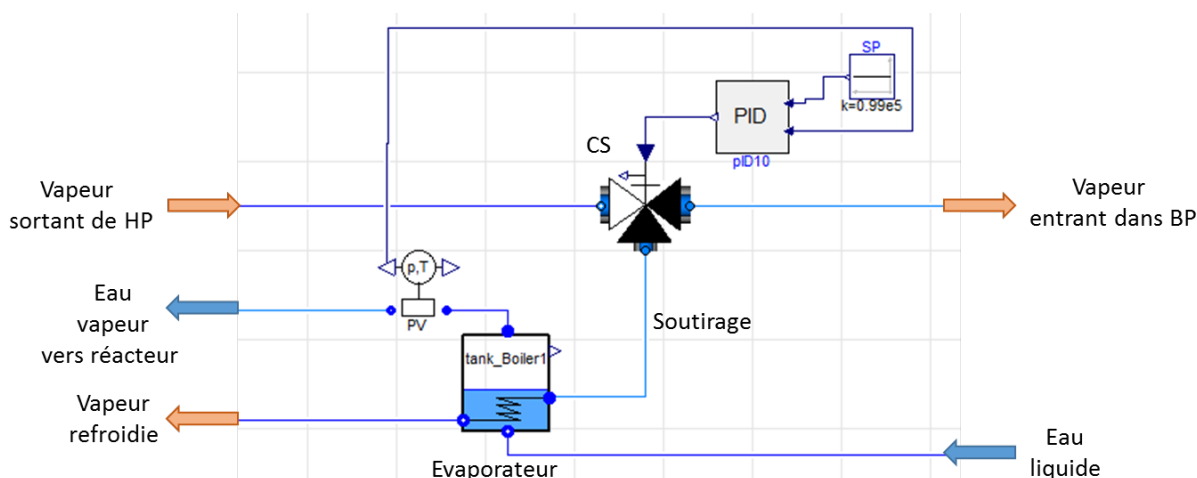 SP
k=0.99e5
PID
pID10
CS
Vapeur
sortant de HP
Vapeur
entrant dans BP
p,T
PV
Eau
vapeur
vers réacteur
Soutirage
tank_Boiler1
Vapeur
refroidie
Evaporateur
Eau
liquide